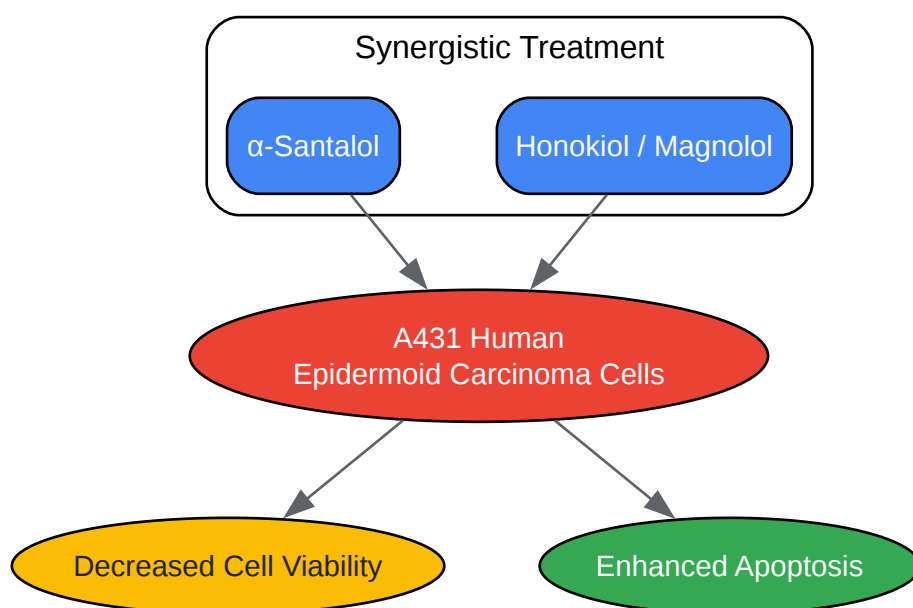 Synergistic Treatment
α-Santalol
Honokiol / Magnolol
A431 Human
Epidermoid Carcinoma Cells
Decreased Cell Viability
Enhanced Apoptosis